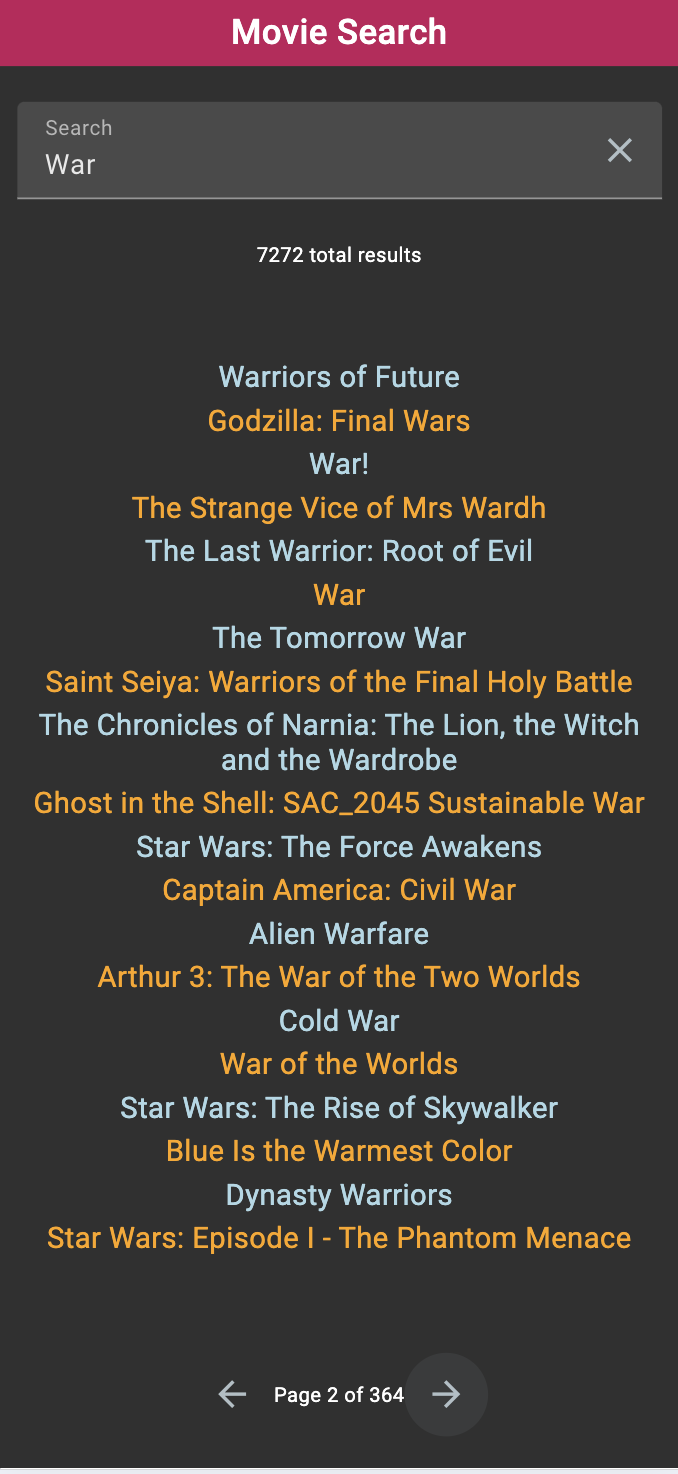 Movie Search
Search
War
7272 total results
Warriors of Future
Godzilla: Final Wars
War!
The Strange Vice of Mrs Wardh
The Last Warrior: Root of Evil
War
The Tomorrow War
Saint Seiya: Warriors of the Final Holy Battle
The Chronicles of Narnia: The Lion, the Witch
and the Wardrobe
Ghost in the Shell: SAC_2045 Sustainable War
Star Wars: The Force Awakens
Captain America: Civil War
Alien Warfare
Arthur 3: The War of the Two Worlds
Cold War
War of the Worlds
Star Wars: The Rise of Skywalker
Blue Is the Warmest Color
Dynasty Warriors
Star Wars: Episode I - The Phantom Menace
Page 2 of 364